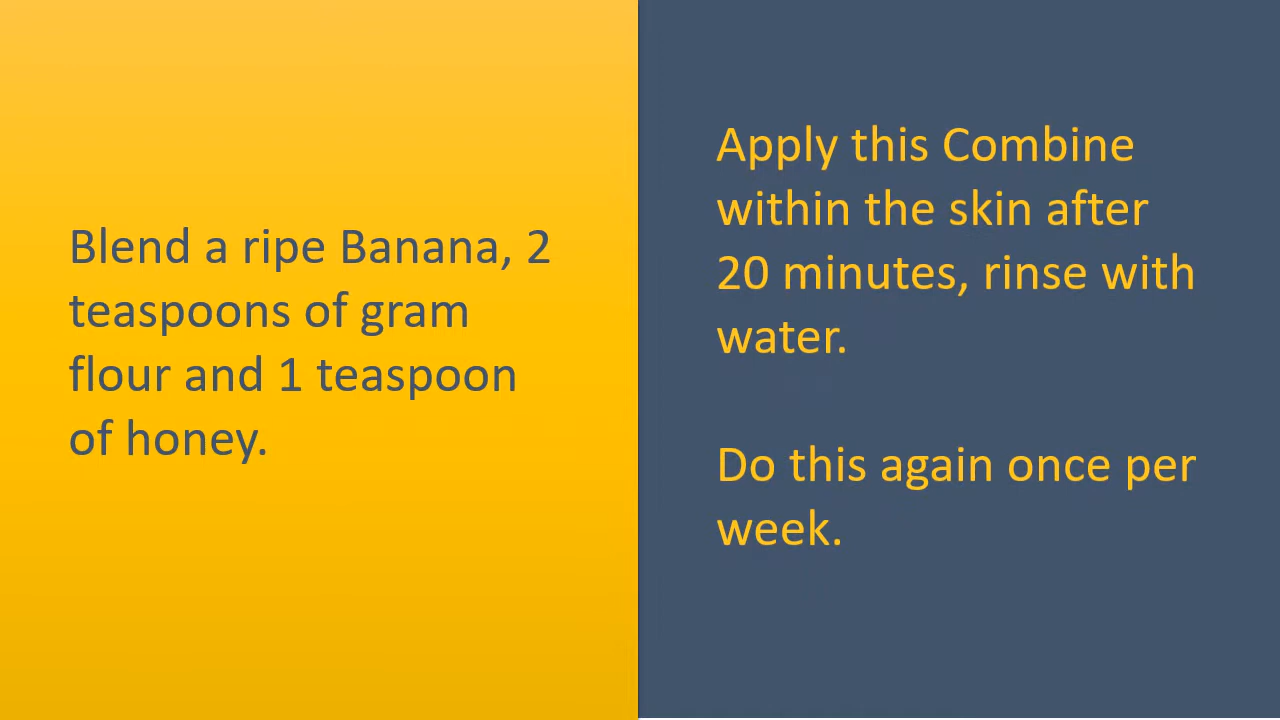 Blend a ripe Banana, 2
teaspoons of gram
flour and 1 teaspoon
of honey.
Apply this Combine
within the skin after
20 minutes, rinse with
water.
Do this again once per
week.